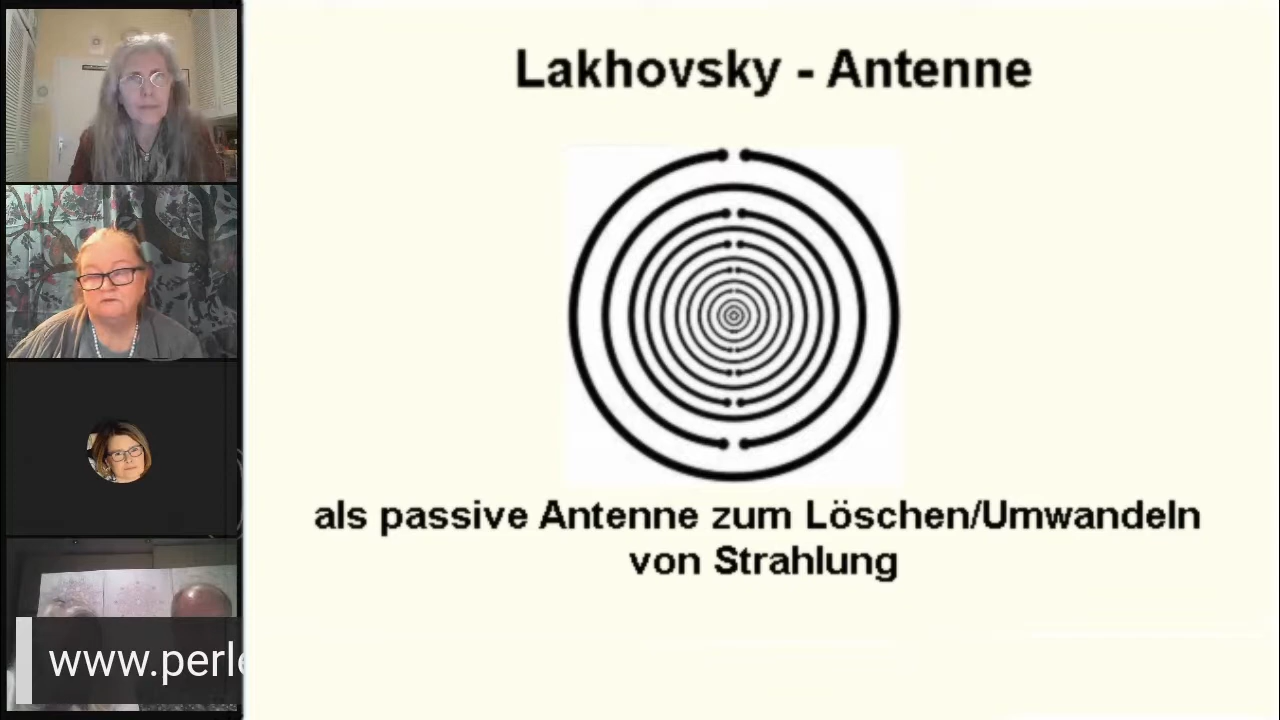 Lakhovsky - Antenne
als passive Antenne zum Löschen/Umwandeln
von Strahlung
www.perle